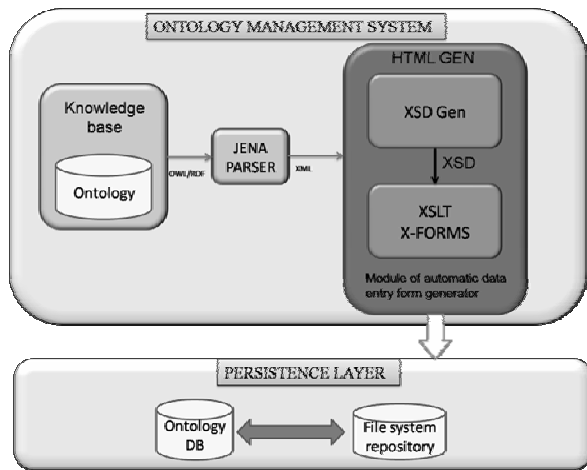 ONTOLOGY MANAGEMENT SYSTEM
HTML GEN
Knowledge
base
Ontology
OWL/RDF
JENA
PARSER
XML
XSD Gen
XSD
XSLT
X-FORMS
Module of automatic data
entry form generator
PERSISTENCE LAYER
Ontology
DB
File system
repository